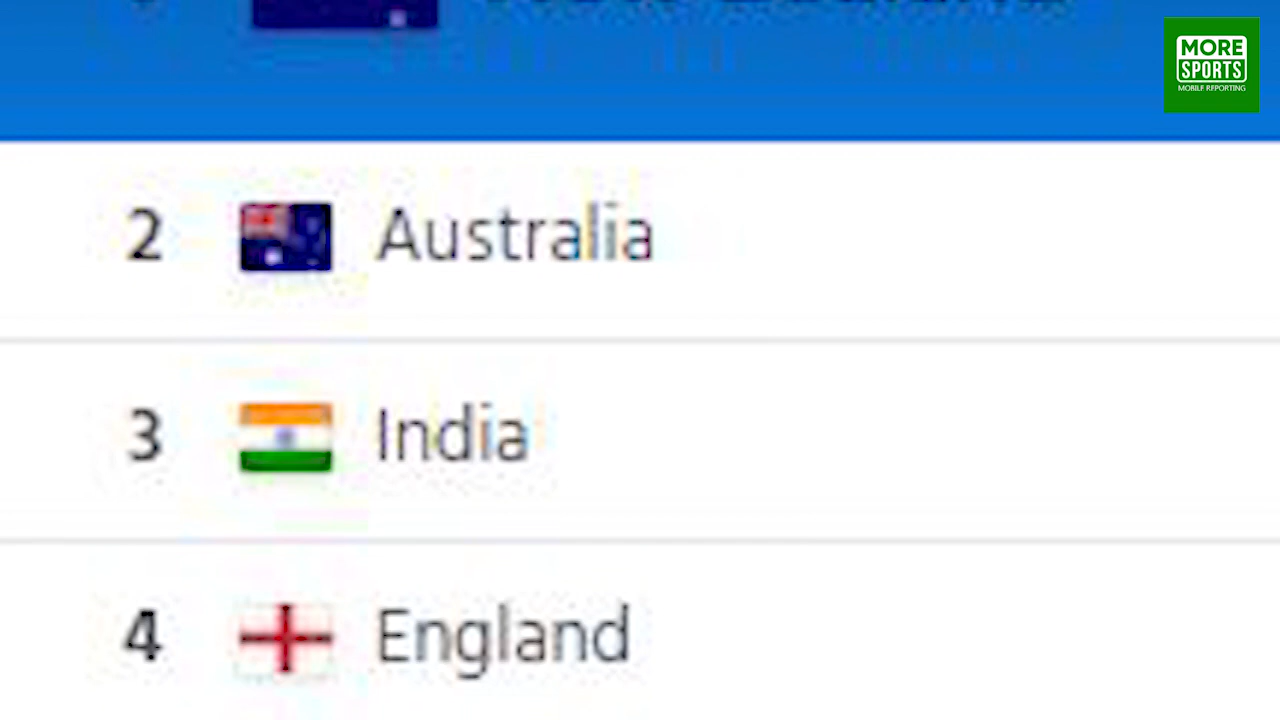 MORE
SPORTS
MOBILE REPORTING
2 Australia
3 India
4 England